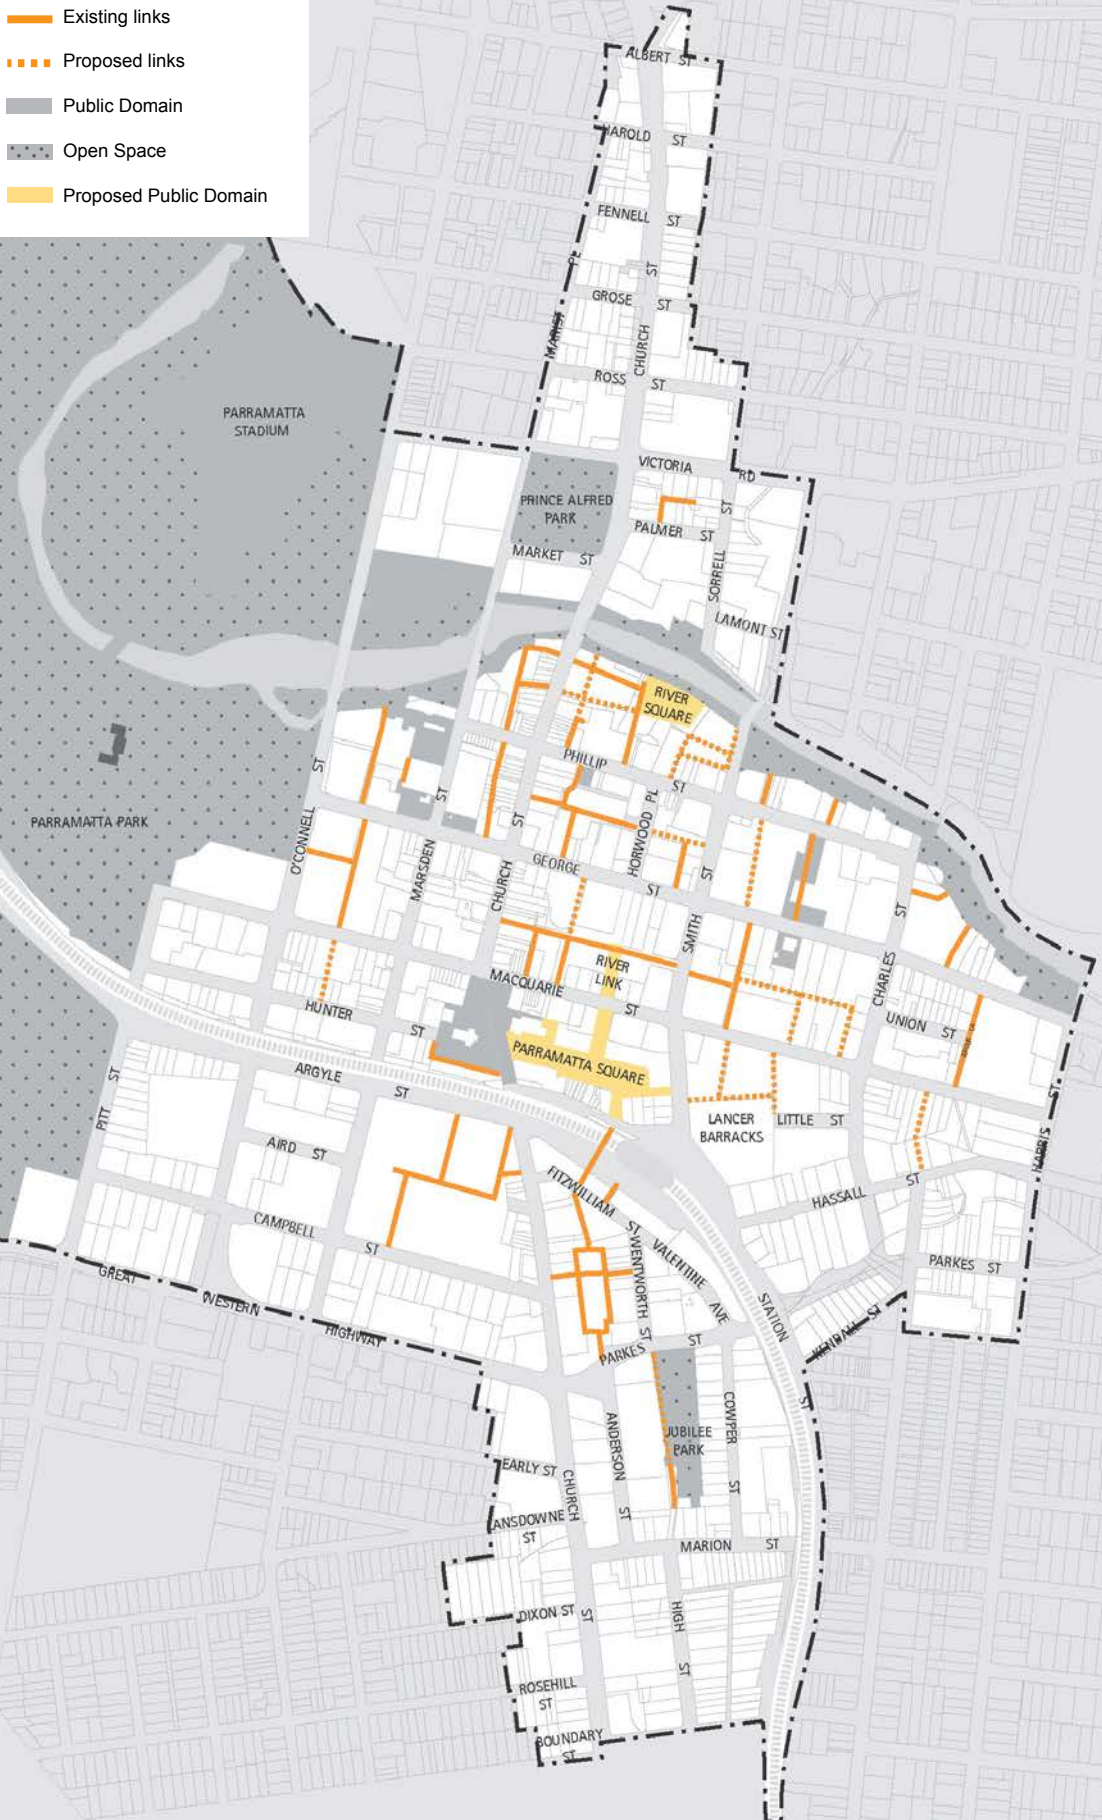 Existing links
Proposed links
Public Domain
Open Space
Proposed Public Domain
ALBERT ST
HAROLD ST
FENNELL ST
MARIST PL
GROSE ST
CHURCH ST
ROSS ST
PARRAMATTA
STADIUM
VICTORIA RD
PRINCE ALFRED
PARK
PALMER ST
MARKET ST
SORRELL ST
LAMONT ST
RIVER
SQUARE
PHILLIP ST
O'CONNELL ST
PARRAMATTA PARK
MARSDEN ST
CHURCH ST
HORWOOD PL
GEORGE ST
SMITH ST
CHARLES ST
RIVER
LINK
MACQUARIE ST
HUNTER ST
UNION ST
PARRAMATTA SQUARE
ARGYLE ST
PITT ST
AIRD ST
LANCER
BARRACKS
LITTLE ST
HARRIS ST
HASSALL ST
FITZWILLIAM ST
CAMPBELL ST
WENTWORTH ST
VALENTINE AVE
STATION ST
PARKES ST
GREAT WESTERN HIGHWAY
KENDALL ST
PARKES ST
JUBILEE
PARK
COWPER ST
ANDERSON ST
EARLY ST
CHURCH ST
ANSDOWNE
ST
MARION ST
DIXON ST
HIGH ST
ROSEHILL
ST
BOUNDARY
ST